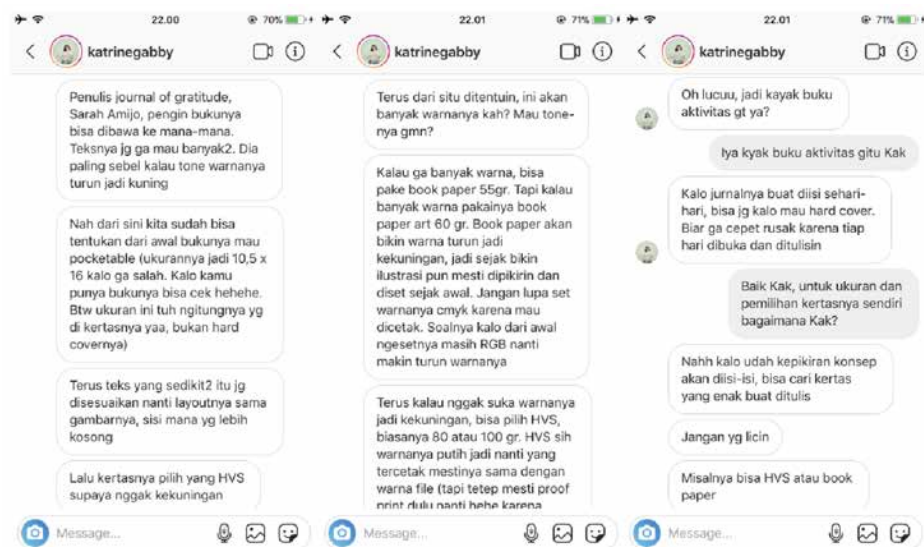 22.00
70%
katrinegabby
Penulis journal of gratitude,
Sarah Amijo, pengin bukunya
bisa dibawa ke mana-mana.
Teksnya jg ga mau banyak2. Dia
paling sebel kalau tone warnanya
turun jadi kuning
Nah dari sini kita sudah bisa
tentukan dari awal bukunya mau
pocketable (ukurannya jadi 10,5 x
16 kalo ga salah. Kalo kamu
punya bukunya bisa cek hehehe.
Btw ukuran ini tuh ngitungnya yg
di kertasnya yaa, bukan hard
covernya)
Terus teks yang sedikit2 itu jg
disesuaikan nanti layoutnya sama
gambarnya, sisi mana yg lebih
kosong
Lalu kertasnya pilih yang HVS
supaya nggak kekuningan
Message...
22.01
71%
katrinegabby
Terus dari situ ditentuin, ini akan
banyak warnanya kah? Mau tone-
nya gmn?
Kalau ga banyak warna, bisa
pake book paper 55gr. Tapi kalau
banyak warna pakainya book
paper art 60 gr. Book paper akan
bikin warna turun jadi
kekuningan, jadi sejak bikin
ilustrasi pun mesti dipikirin dan
diset sejak awal. Jangan lupa set
warnanya cmyk karena mau
dicetak. Soalnya kalo dari awal
ngesetnya masih RGB nanti
makin turun warnanya
Terus kalau nggak suka warnanya
jadi kekuningan, bisa pilih HVS,
biasanya 80 atau 100 gr. HVS sih
warnanya putih jadi nanti yang
tercetak mestinya sama dengan
warna file (tapi tetep mesti proof
print dulu nanti hehe karena
Message...
22.01
71%
katrinegabby
Oh lucuu, jadi kayak buku
aktivitas gt ya?
Iya kyak buku aktivitas gitu Kak
Kalo jurnalnya buat diisi sehari-
hari, bisa jg kalo mau hard cover.
Biar ga cepet rusak karena tiap
hari dibuka dan ditulisin
Baik Kak, untuk ukuran dan
pemilihan kertasnya sendiri
bagaimana Kak?
Nahh kalo udah kepikiran konsep
akan diisi-isi, bisa cari kertas
yang enak buat ditulis
Jangan yg licin
Misalnya bisa HVS atau book
paper
Message...